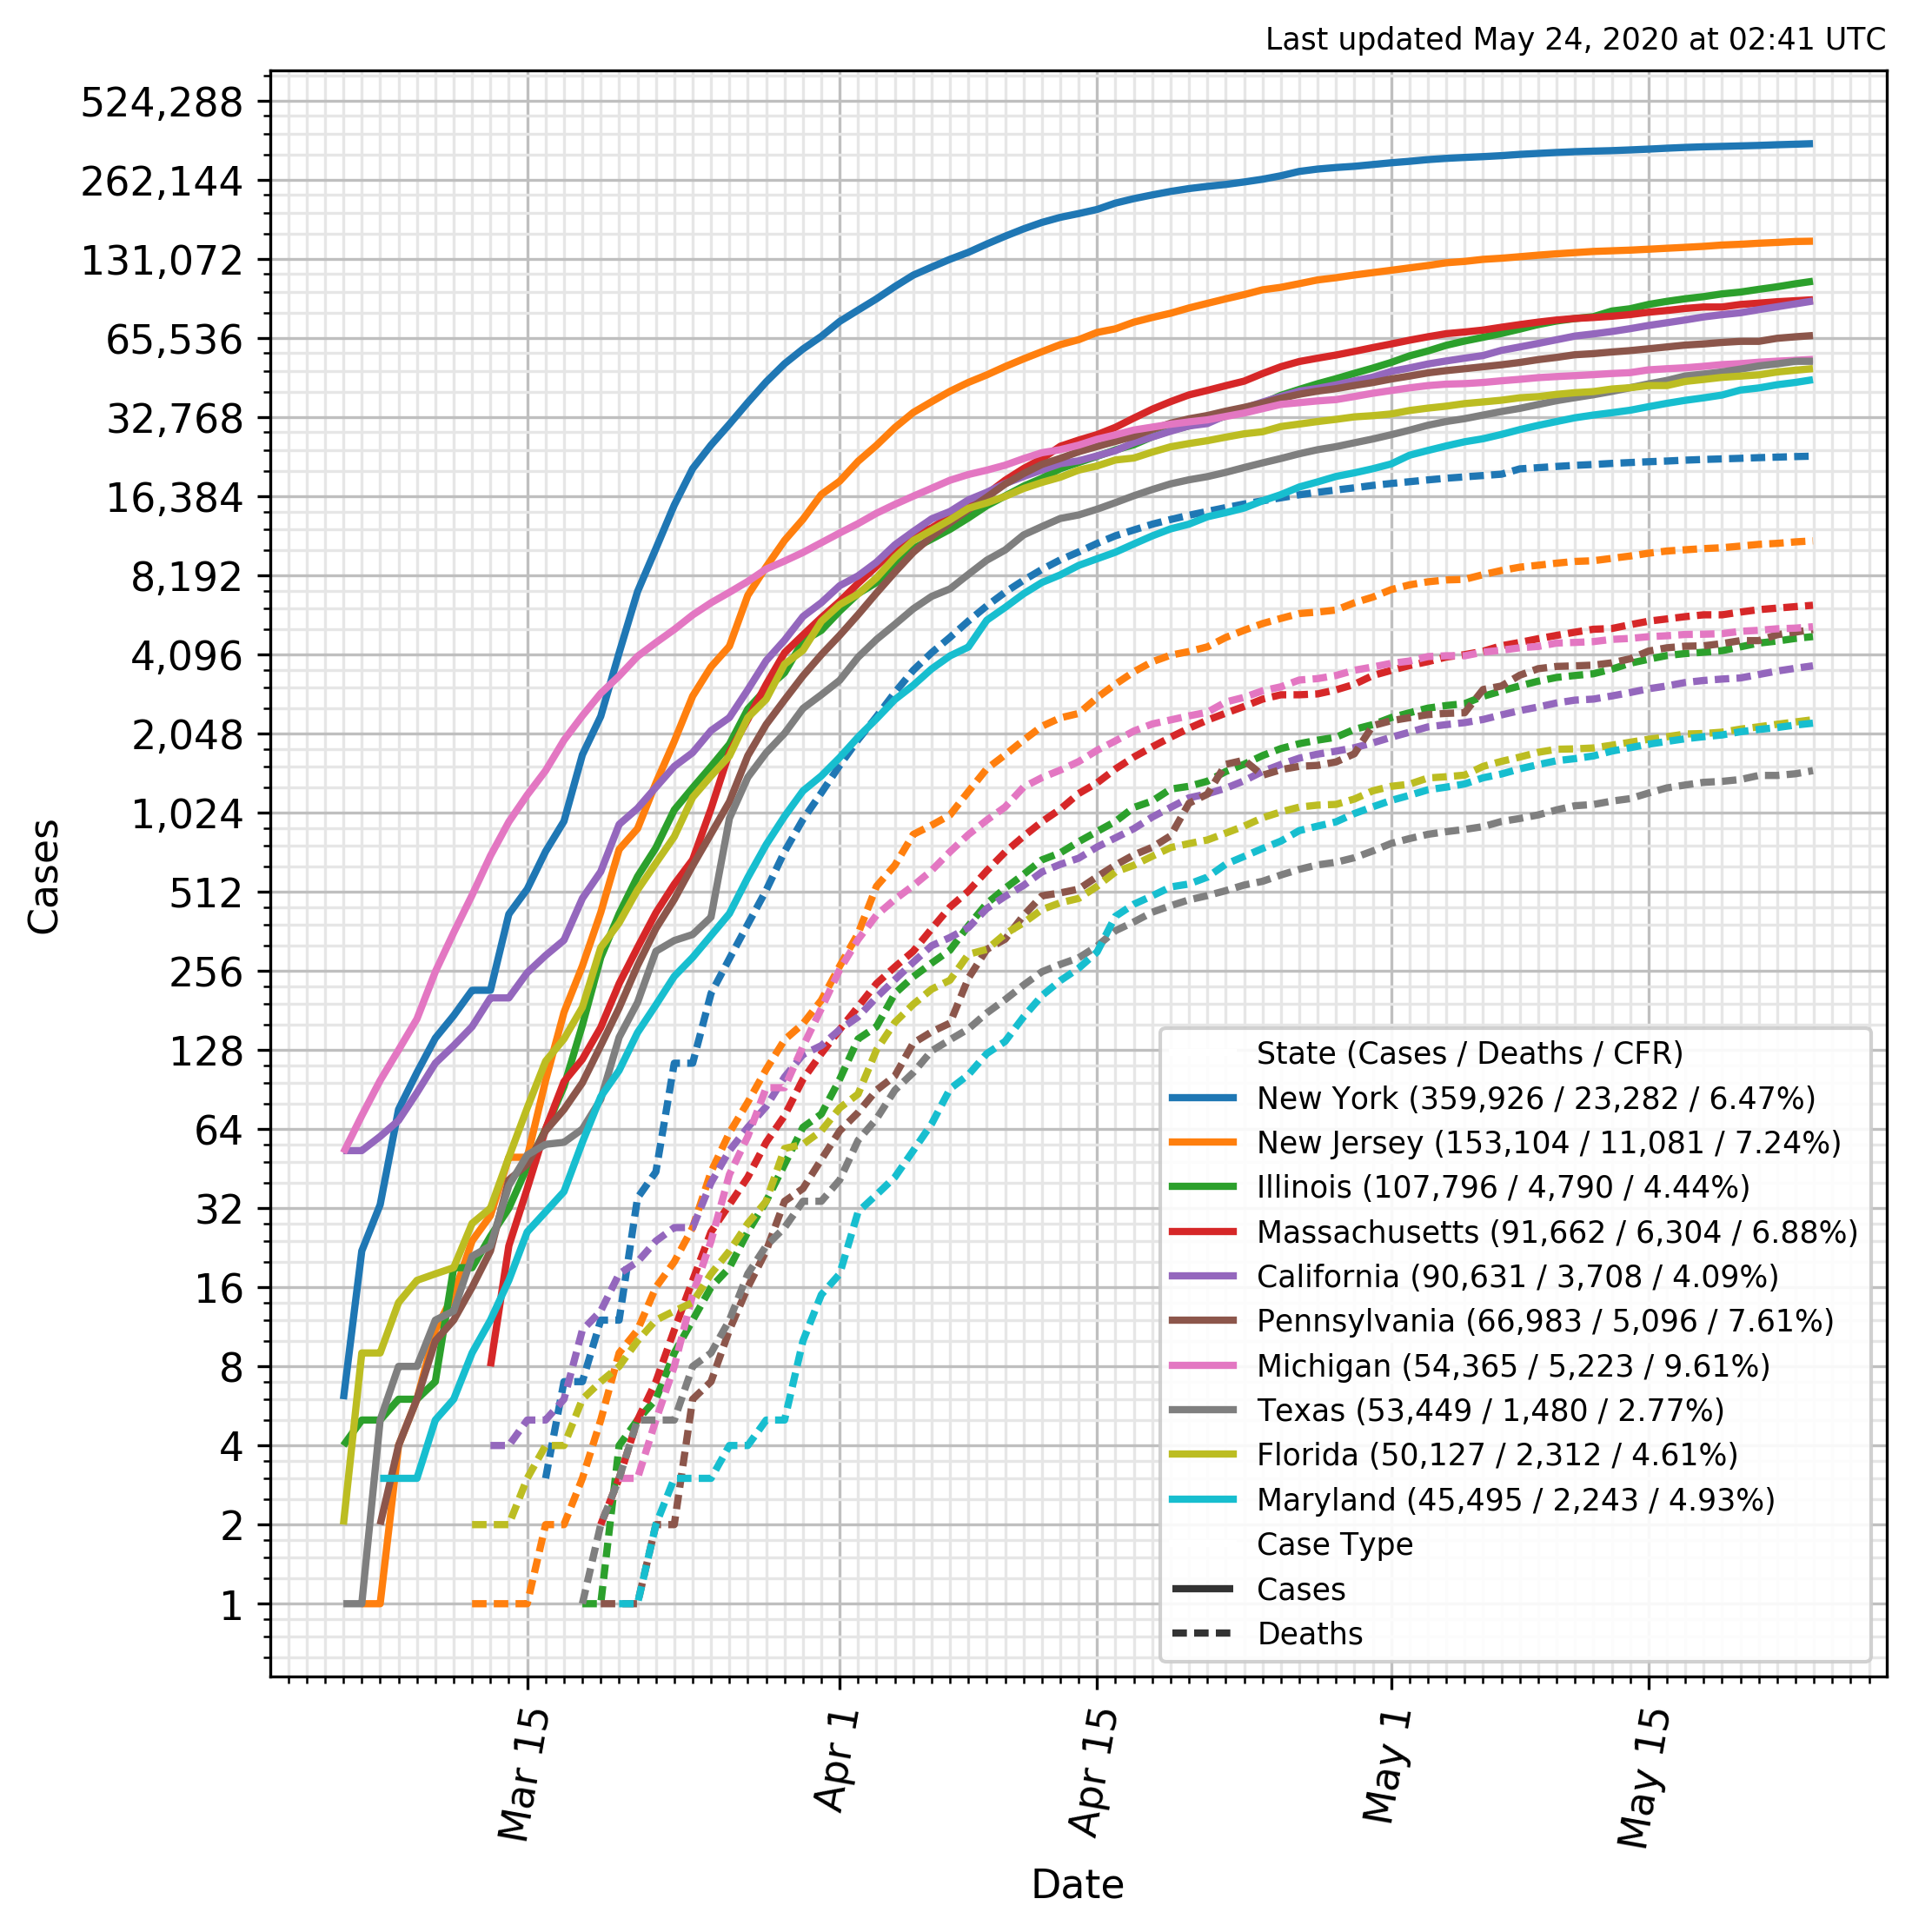 Last updated May 24, 2020 at 02:41 UTC
524,288
262,144
131,072
65,536
32,768
16,384
8,192
4,096
2,048
1,024
512
256
128
64
32
16
8
4
2
1
Cases
State (Cases / Deaths / CFR)
New York (359,926 / 23,282 / 6.47%)
New Jersey (153,104 / 11,081 / 7.24%)
Illinois (107,796 / 4,790 / 4.44%)
Massachusetts (91,662 / 6,304 / 6.88%)
California (90,631 / 3,708 / 4.09%)
Pennsylvania (66,983 / 5,096 / 7.61%)
Michigan (54,365 / 5,223 / 9.61%)
Texas (53,449 / 1,480 / 2.77%)
Florida (50,127 / 2,312 / 4.61%)
Maryland (45,495 / 2,243 / 4.93%)
Case Type
Cases
Deaths
Mar 15
Apr 1
Apr 15
May 1
May 15
Date